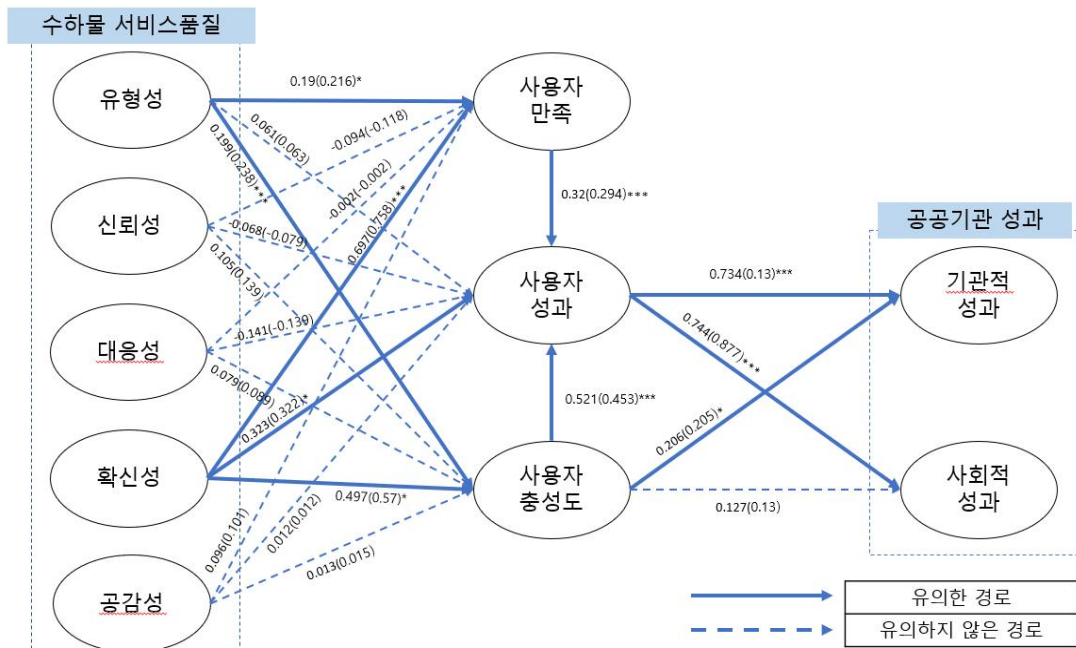 수하물 서비스품질
유형성
신뢰성
대응성
확신성
공감성
0.19(0.216)*
0.061(0.063)
0.199(0.238)***
-0.094(-0.118)
-0.002(-0.002)
0.697(0.758)***
-0.068(-0.079)
0.105(0.139)
-0.141(-0.139)
0.079(0.089)
0.323(0.322)*
0.497(0.57)*
0.096(0.101)
0.012(0.012)
0.013(0.015)
사용자
만족
0.32(0.294)***
사용자
성과
0.521(0.453)***
사용자
충성도
0.734(0.13)***
0.744(0.877)***
0.206(0.205)*
0.127(0.13)
공공기관 성과
기관적
성과
사회적
성과
유의한 경로
유의하지 않은 경로